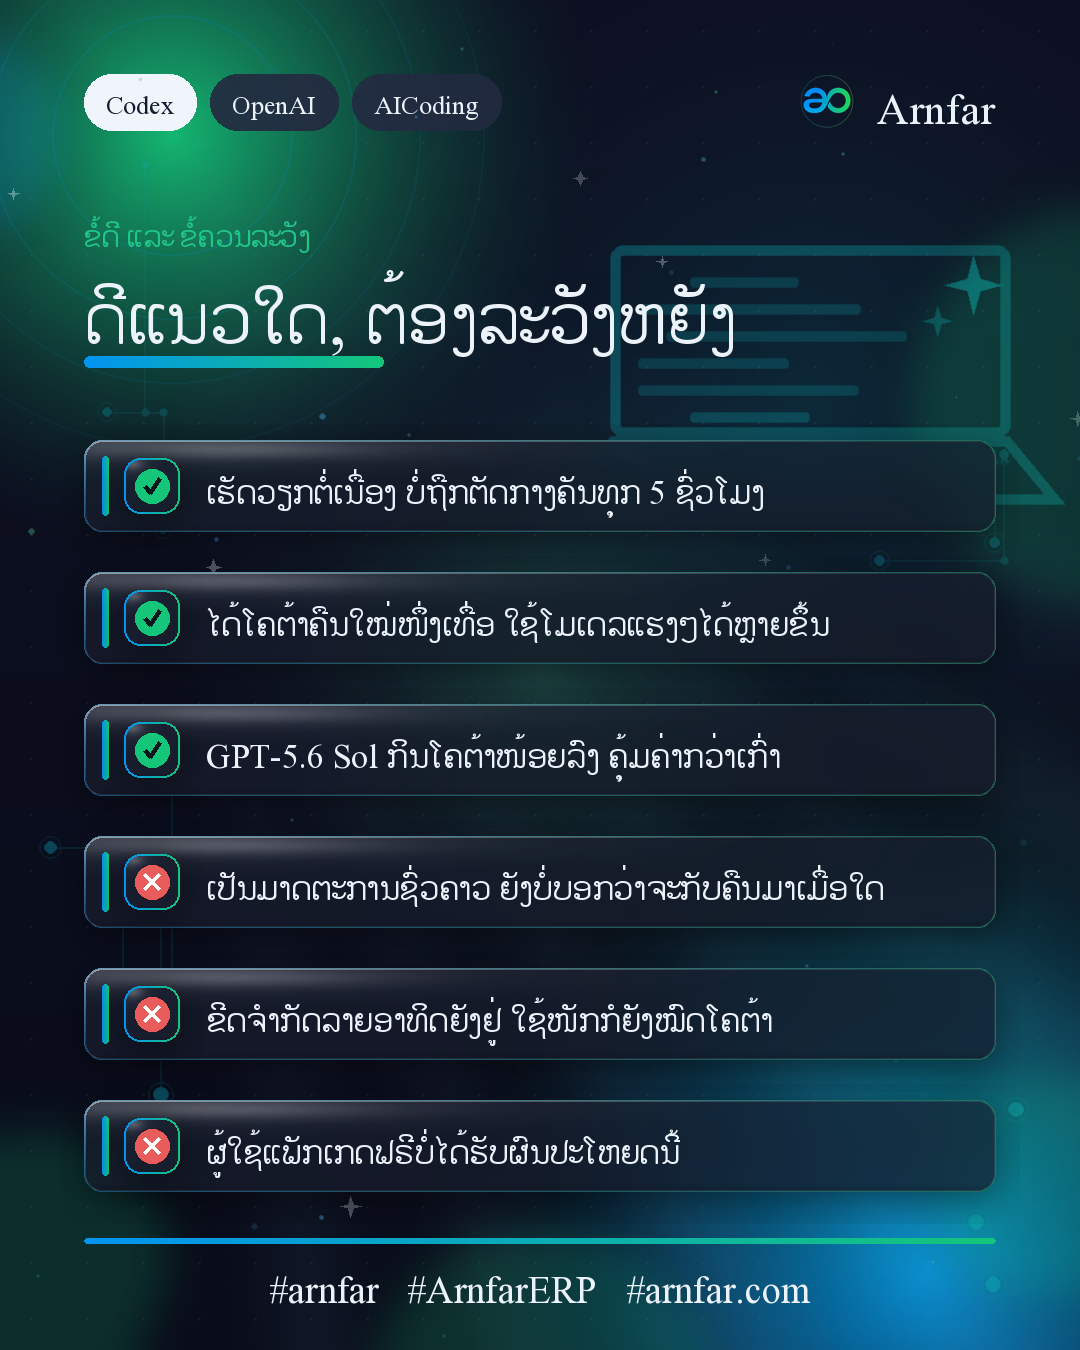 Codex OpenAI AICoding
Arnfar
ຂໍ້ດີ ແລະ ຂໍ້ຄວນລະວັງ
ດີແນວໃດ, ຕ້ອງລະວັງຫຍັງ
ເຮັດວຽກຕໍ່ເນື່ອງ ບໍ່ຖືກຕັດກາງຄັນທຸກ 5 ຊົ່ວໂມງ
ໄດ້ໂຄຕ້າຄືນໃໝ່ໜຶ່ງເທື່ອ ໃຊ້ໂມເດລແຮງໆໄດ້ຫຼາຍຂຶ້ນ
GPT-5.6 Sol ກິນໂຄຕ້າໜ້ອຍລົງ ຄຸ້ມຄ່າກວ່າເກົ່າ
ເປັນມາດຕະການຊົ່ວຄາວ ຍັງບໍ່ບອກວ່າຈະກັບຄືນມາເມື່ອໃດ
ຂີດຈຳກັດລາຍອາທິດຍັງຢູ່ ໃຊ້ໜັກກໍຍັງໝົດໂຄຕ້າ
ຜູ້ໃຊ້ແພັກເກດຟຣີບໍ່ໄດ້ຮັບຜົນປະໂຫຍດນີ້
#arnfar #ArnfarERP #arnfar.com